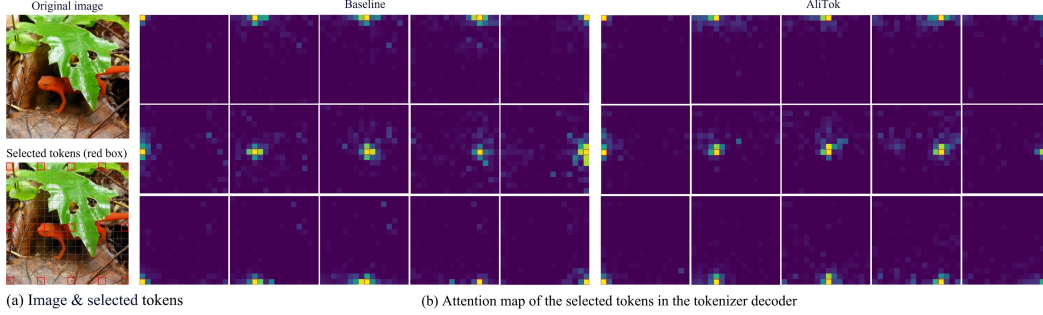 Original image
Baseline
AliTok
Selected tokens (red box)
(a) Image & selected tokens
(b) Attention map of the selected tokens in the tokenizer decoder